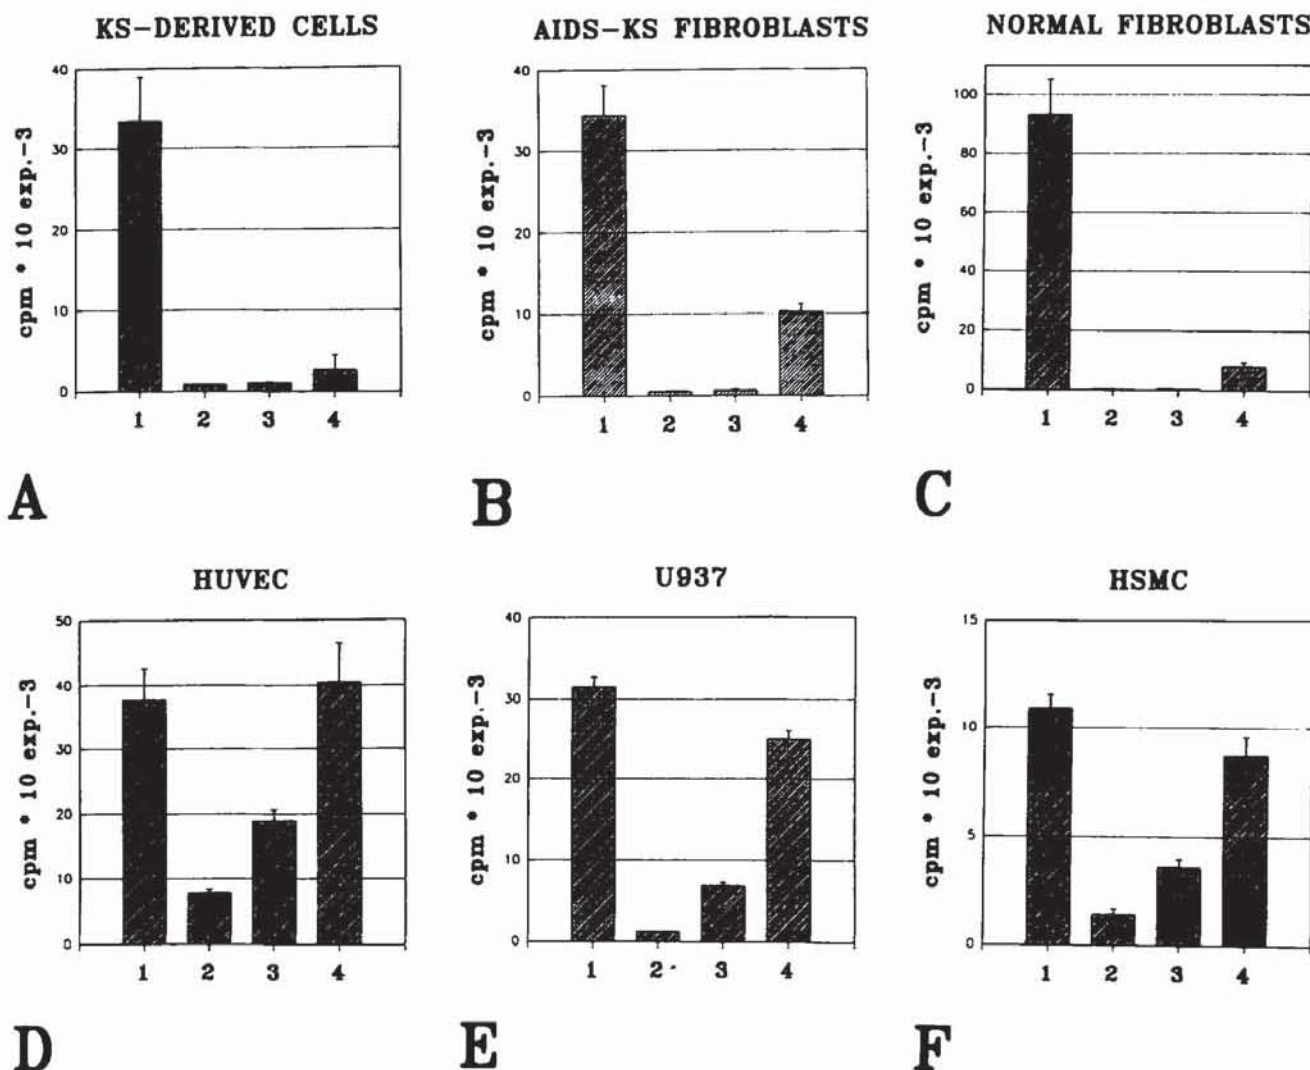 KS-DERIVED CELLS
cpm * 10 exp.-3
40
30
20
10
0
1 2 3 4
A
AIDS-KS FIBROBLASTS
cpm * 10 exp.-3
40
30
20
10
0
1 2 3 4
B
NORMAL FIBROBLASTS
cpm * 10 exp.-3
100
80
60
40
20
0
1 2 3 4
C
HUVEC
cpm * 10 exp.-3
50
40
30
20
10
0
1 2 3 4
D
U937
cpm * 10 exp.-3
40
30
20
10
0
1 2 3 4
E
HSMC
cpm * 10 exp.-3
15
10
5
0
1 2 3 4
F